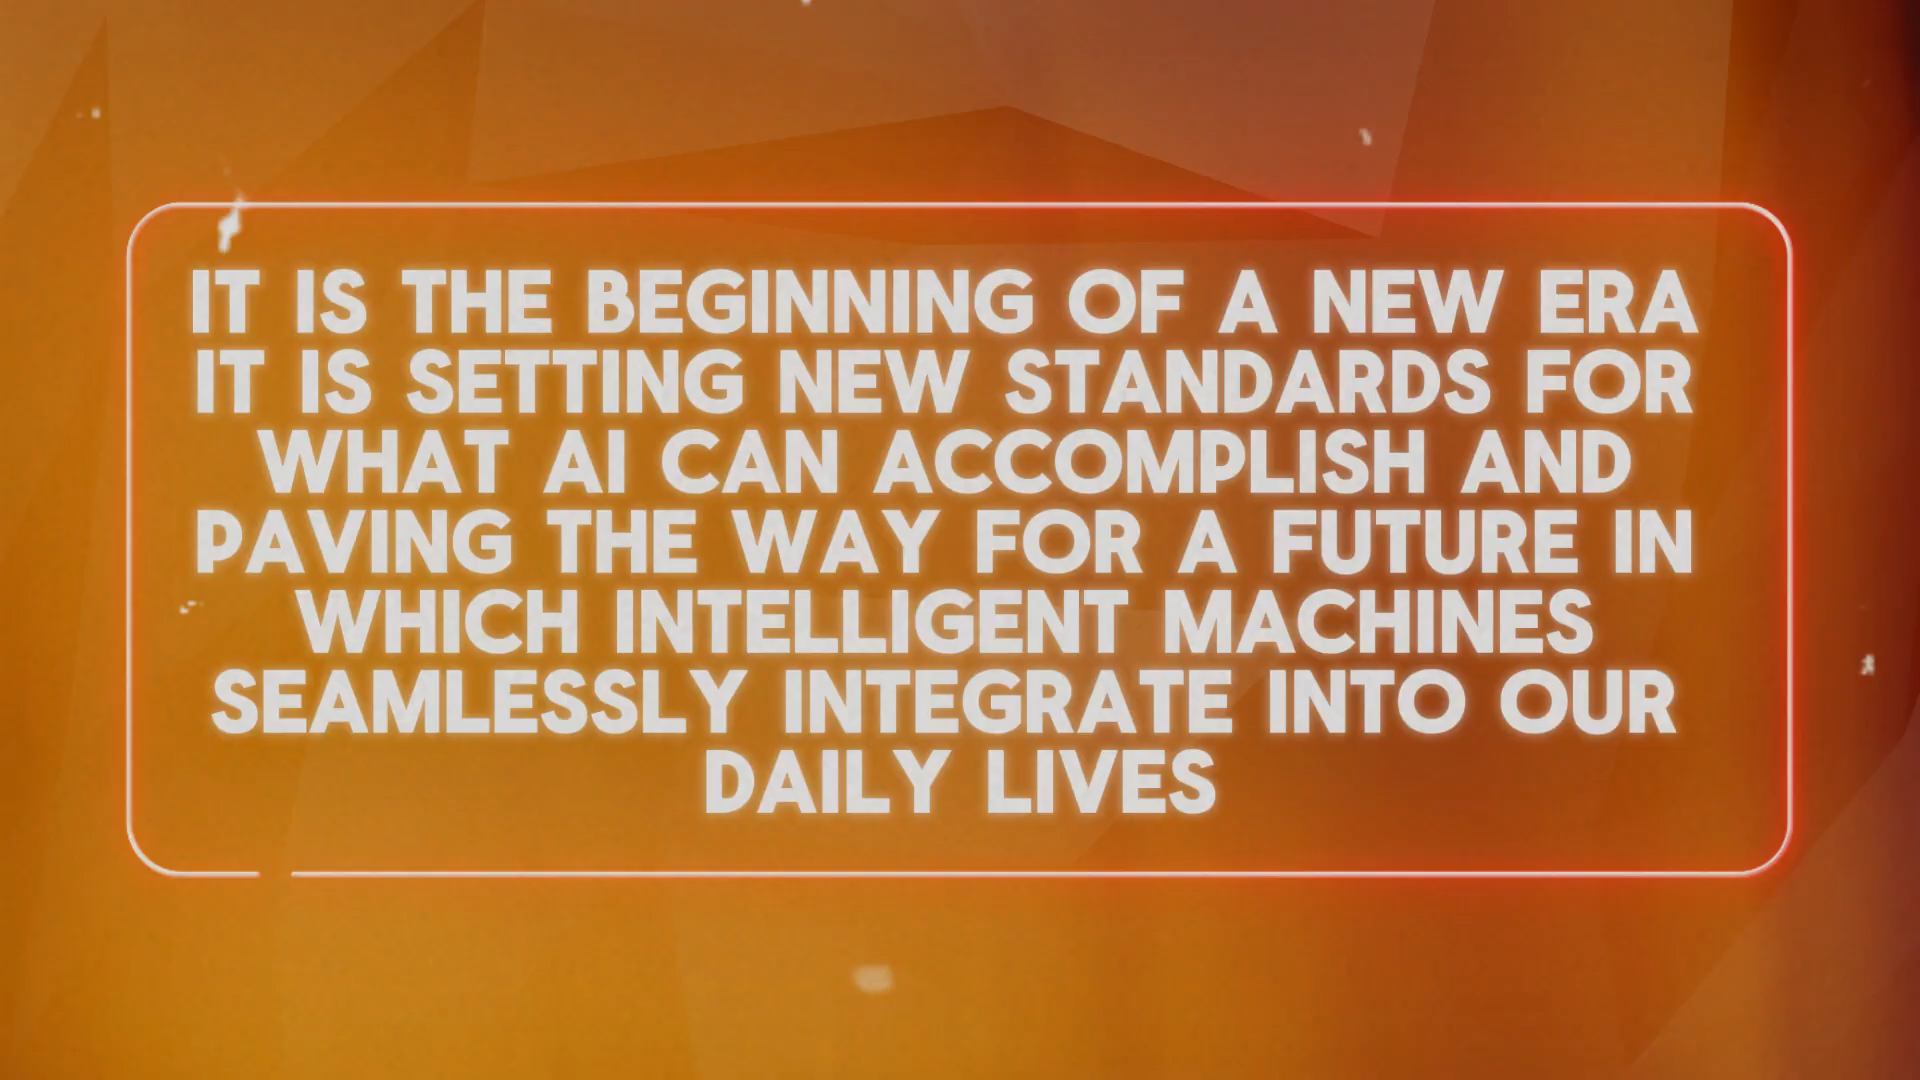 IT IS THE BEGINNING OF A NEW ERA
IT IS SETTING NEW STANDARDS FOR
WHAT AI CAN ACCOMPLISH AND
PAVING THE WAY FOR A FUTURE IN
WHICH INTELLIGENT MACHINES
SEAMLESSLY INTEGRATE INTO OUR
DAILY LIVES